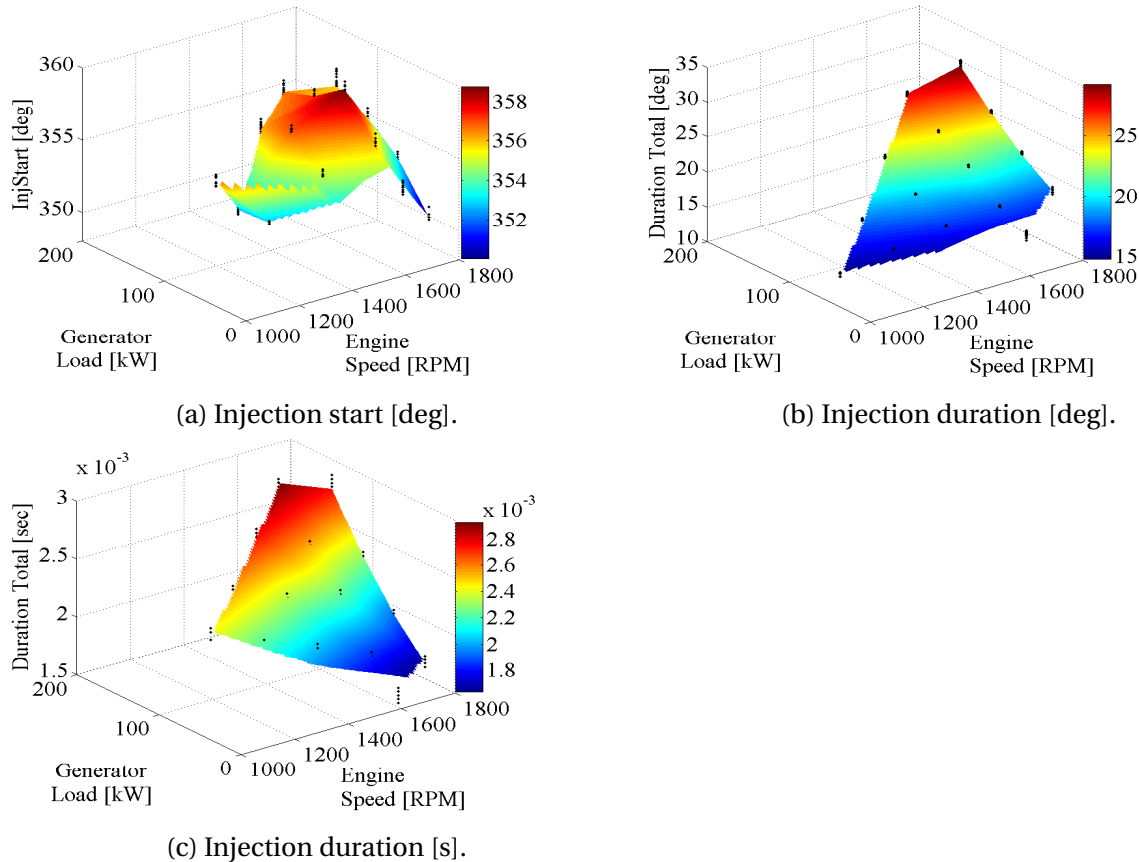 360
355
350
InjStart [deg]
200
100
0
Generator
Load [kW]
1000
1200
1400
1600
1800
Engine
Speed [RPM]
358
356
354
352
(a) Injection start [deg].
35
30
25
20
15
10
Duration Total [deg]
200
100
0
Generator
Load [kW]
1000
1200
1400
1600
1800
Engine
Speed [RPM]
25
20
15
(b) Injection duration [deg].
x 10⁻³
3
2.5
2
1.5
Duration Total [sec]
200
100
0
Generator
Load [kW]
1000
1200
1400
1600
1800
Engine
Speed [RPM]
x 10⁻³
2.8
2.6
2.4
2.2
2
1.8
(c) Injection duration [s].